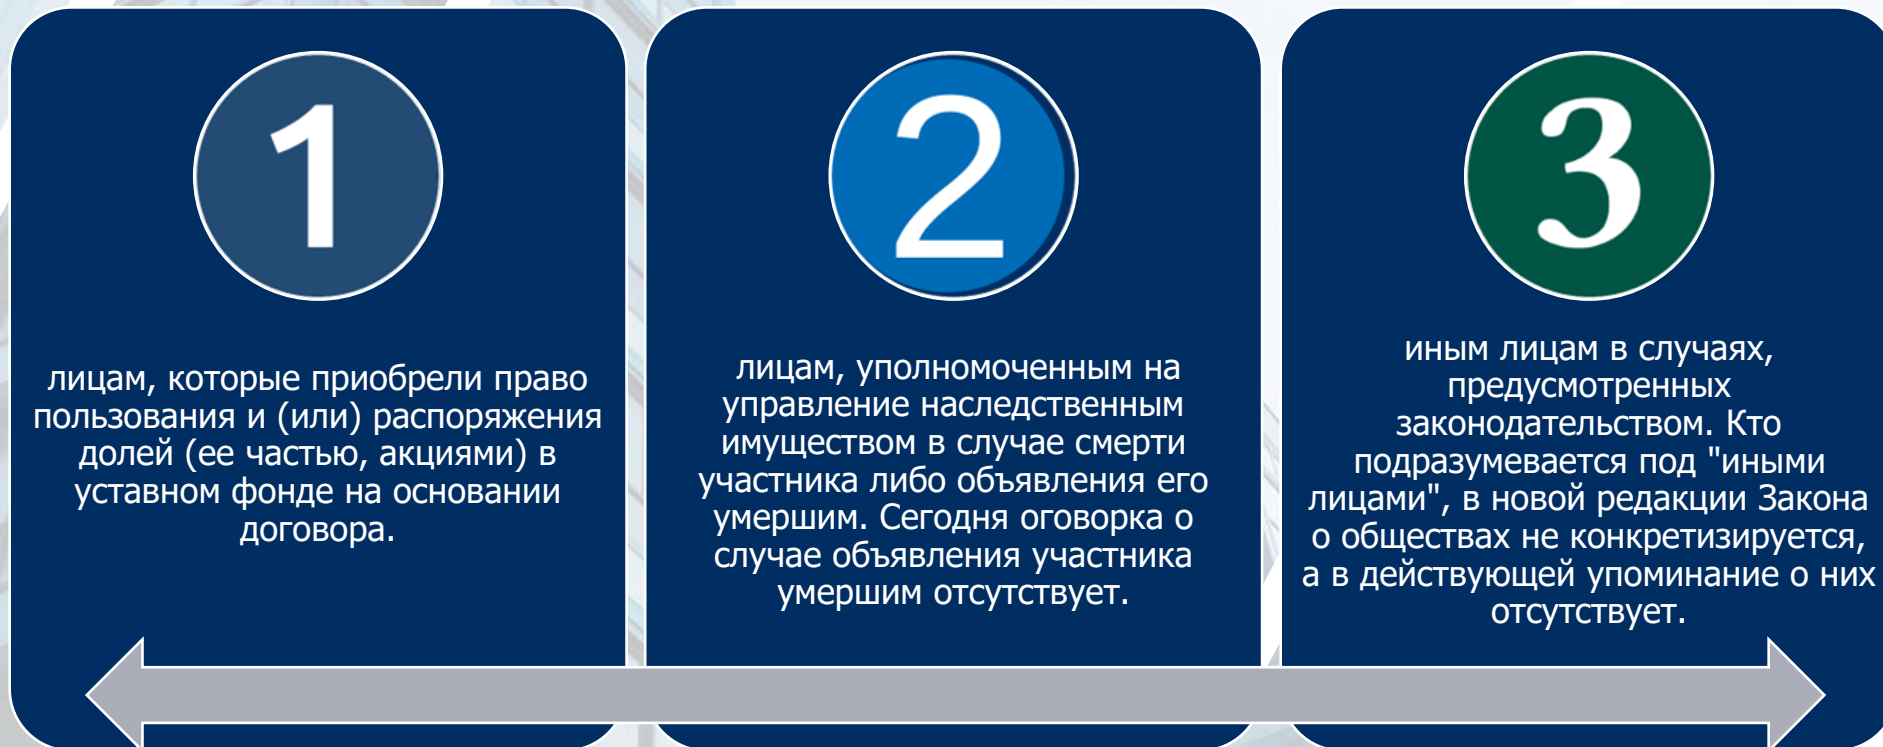 1
лицам, которые приобрели право
пользования и (или) распоряжения
долей (ее частью, акциями) в
уставном фонде на основании
договора.
2
лицам, уполномоченным на
управление наследственным
имуществом в случае смерти
участника либо объявления его
умершим. Сегодня оговорка о
случае объявления участника
умершим отсутствует.
3
иным лицам в случаях,
предусмотренных
законодательством. Кто
подразумевается под "иными
лицами", в новой редакции Закона
о обществах не конкретизируется,
а в действующей упоминание о них
отсутствует.